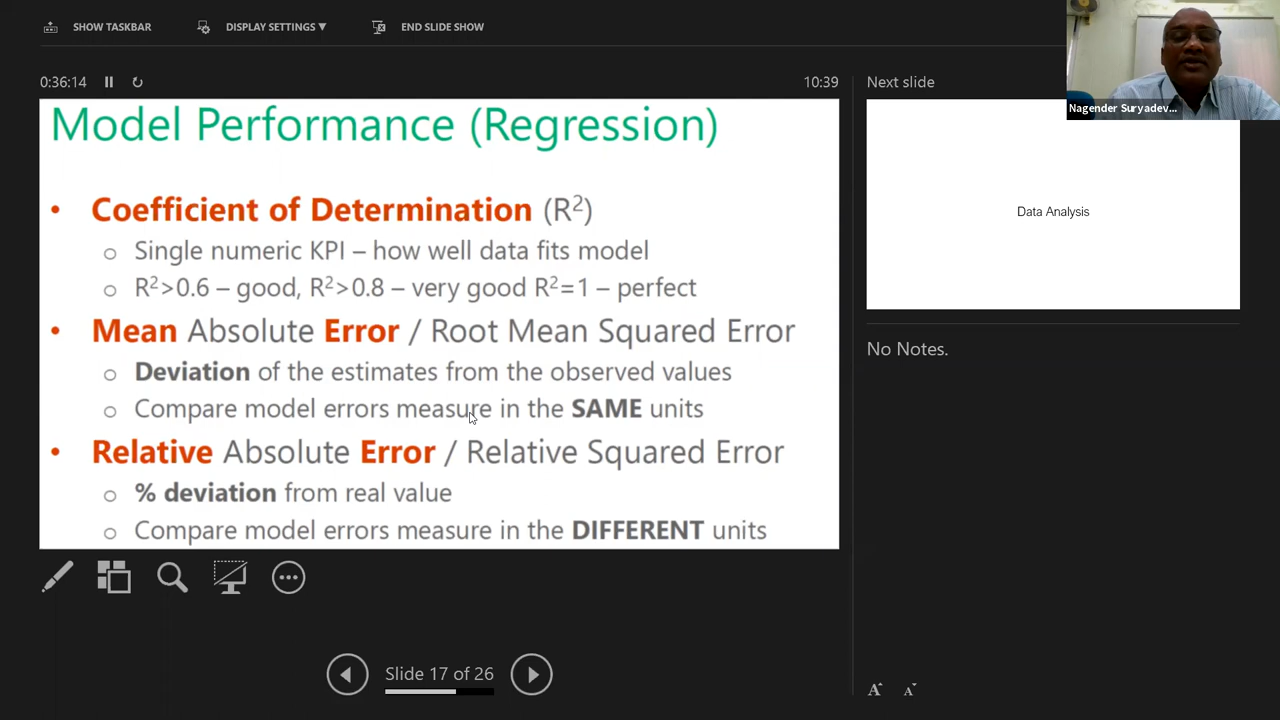 SHOW TASKBAR
DISPLAY SETTINGS ▼
END SLIDE SHOW
0:36:14
10:39
Next slide
Nagender Suryadev...
Model Performance (Regression)
• Coefficient of Determination (R²)
o Single numeric KPI – how well data fits model
o R²>0.6 – good, R²>0.8 – very good R²=1 – perfect
• Mean Absolute Error / Root Mean Squared Error
o Deviation of the estimates from the observed values
o Compare model errors measure in the SAME units
• Relative Absolute Error / Relative Squared Error
o % deviation from real value
o Compare model errors measure in the DIFFERENT units
Data Analysis
No Notes.
Slide 17 of 26
A A